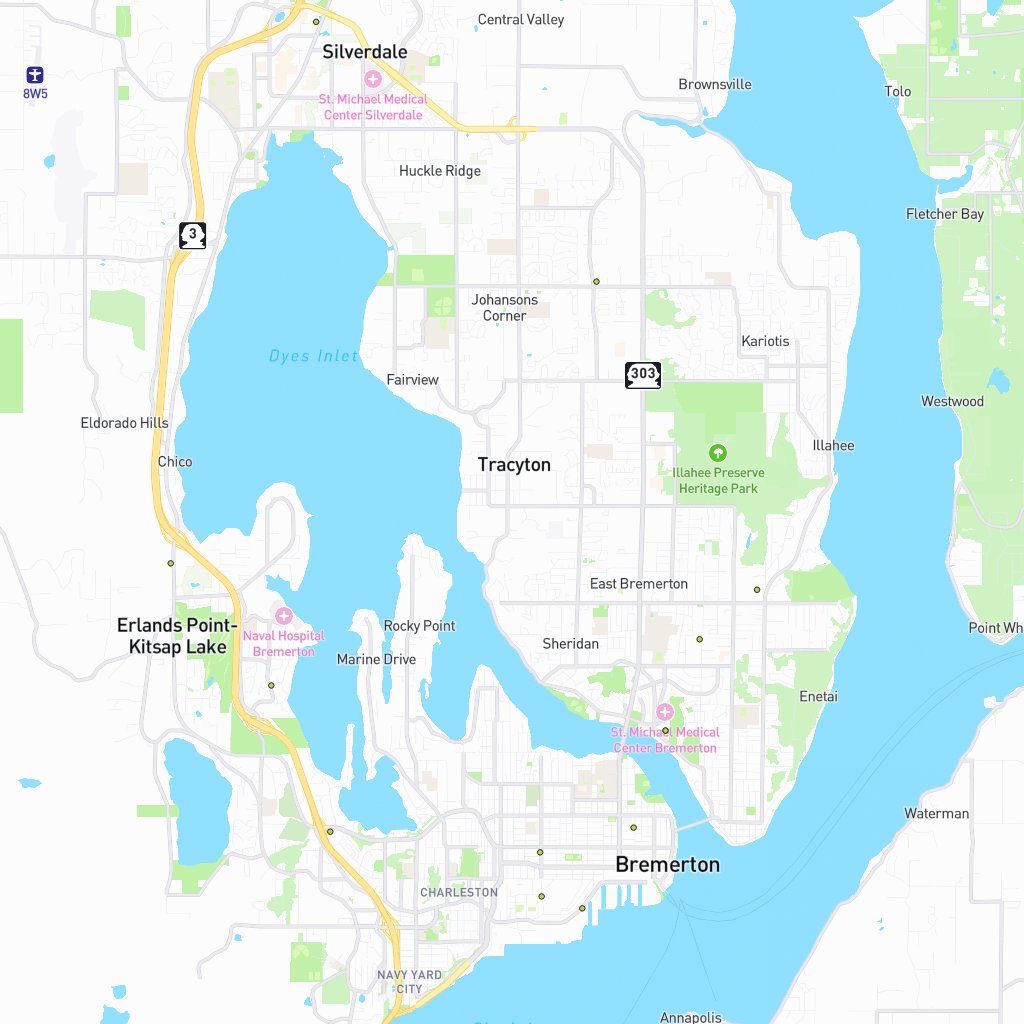 Central Valley
Silverdale
8W5
St. Michael Medical
Center Silverdale
Brownsville
Tolo
Huckle Ridge
Fletcher Bay
3
Johansons
Corner
Kariotis
Dyes Inlet
303
Fairview
Westwood
Eldorado Hills
Illahee
Chico
Tracyton
Illahee Preserve
Heritage Park
East Bremerton
Erlands Point-
Kitsap Lake
Rocky Point
Naval Hospital
Bremerton
Sheridan
Point Wh
Marine Drive
Enetai
St. Michael Medical
Center Bremerton
Waterman
Bremerton
CHARLESTON
NAVY YARD
CITY
Annapolis